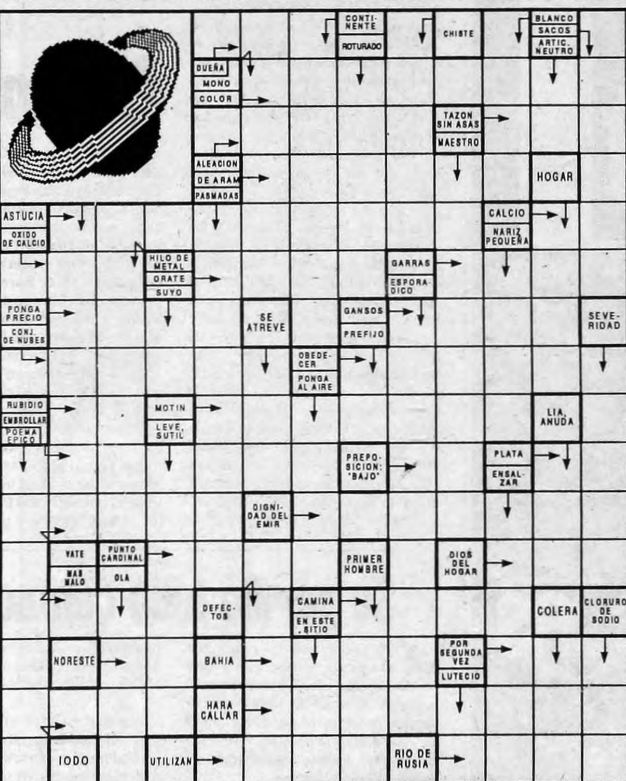 CONTI-
NENTE
ROTURADO
CHISTE
BLANCO
SACOS
ARTIC.
NEUTRO
DUEÑA
MONO
COLOR
TAZON
SIN ASAS
MAESTRO
ALEACION
DE ARAM
PASMADAS
HOGAR
ASTUCIA
OXIDO
DE CALCIO
CALCIO
NARIZ
PEQUEÑA
HILO DE
METAL
ORATE
SUYO
GARRAS
ESPORA-
DICO
PONGA
PRECIO
CONJ.
DE NUBES
SE
ATREVE
GANSOS
PREFIJO
SEVE-
RIDAD
OBEDE-
CER
PONGA
AL AIRE
RUBIDIO
EMBROLLAR
POEMA
EPICO
MOTIN
LEVE,
SUTIL
LIA,
ANUDA
PREPO-
SICION:
"BAJO"
PLATA
ENSAL-
ZAR
DIGNI-
DAD DEL
EMIR
VATE
MAS
MALO
PUNTO
CARDINAL
OLA
PRIMER
HOMBRE
DIOS
DEL
HOGAR
DEFEC-
TOS
CAMINA
EN ESTE
SITIO
COLERA
CLORURO
DE
SODIO
NORESTE
BAHIA
POR
SEGUNDA
VEZ
LUTECIO
HARA
CALLAR
IODO
UTILIZAN
RIO DE
RUSIA